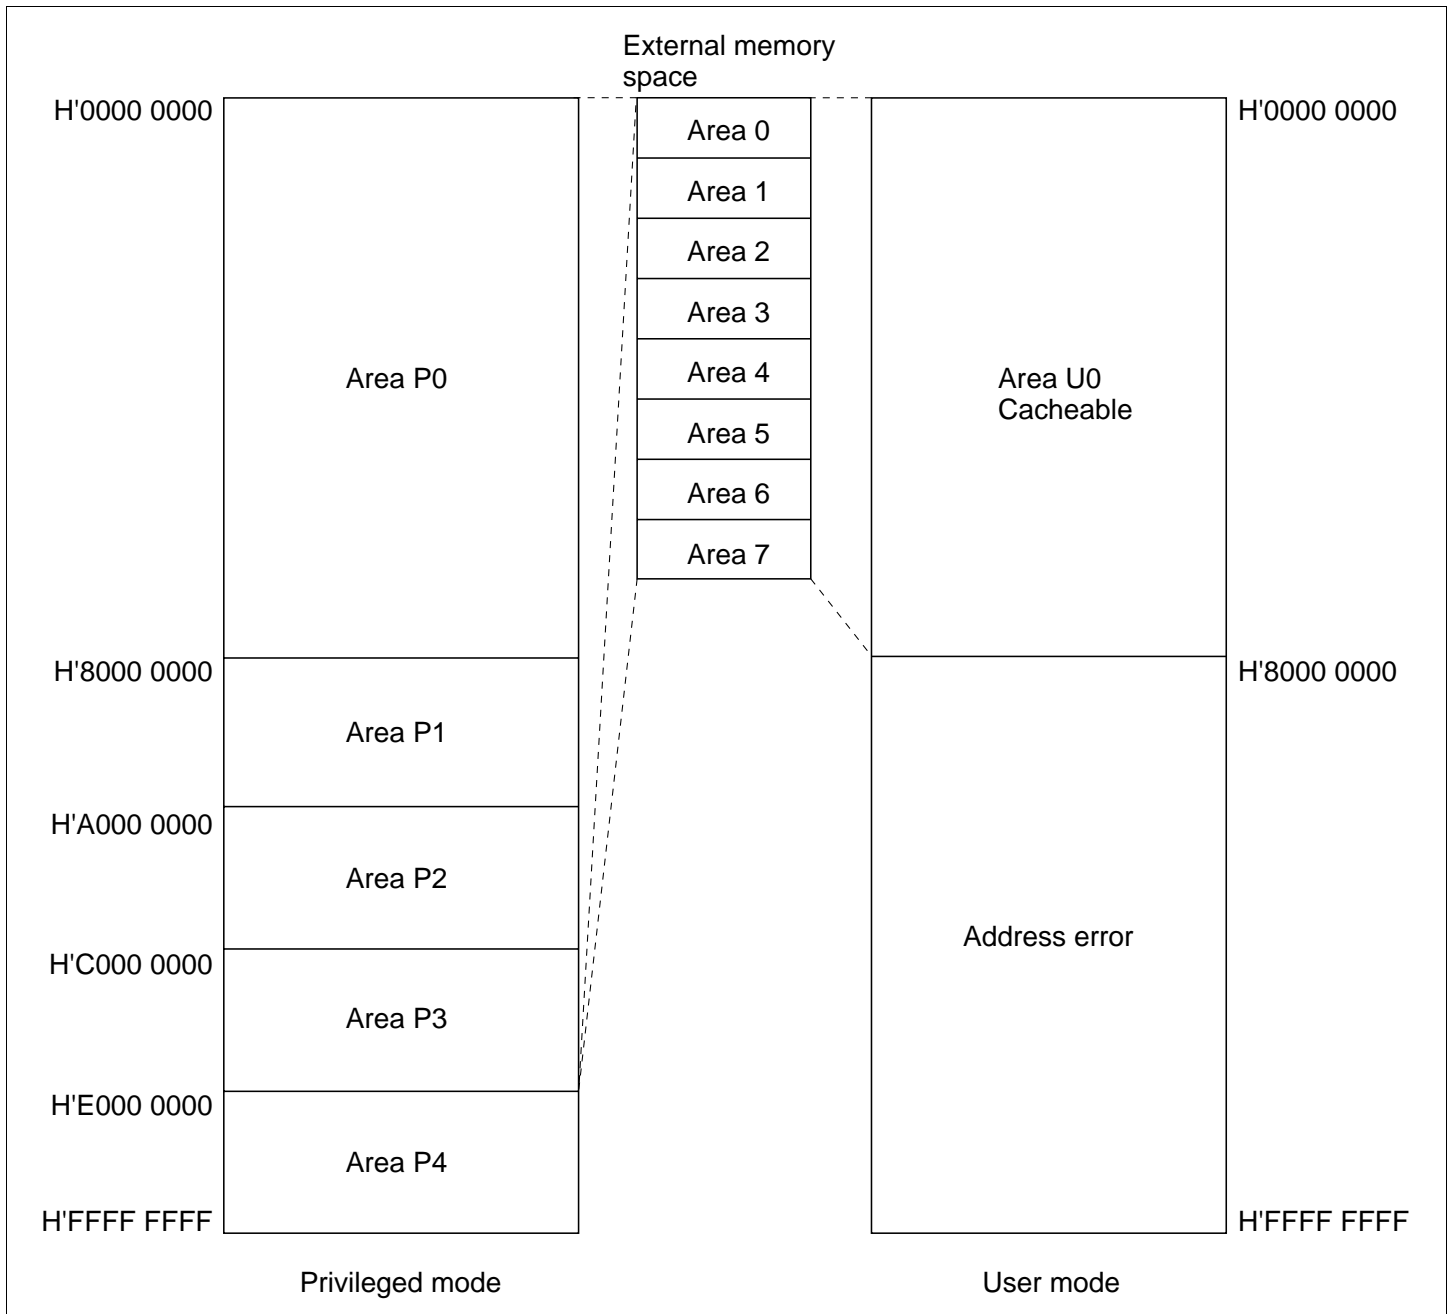 External memory
space
H'0000 0000
H'0000 0000
Area 0
Area 1
Area 2
Area 3
Area P0
Area 4
Area U0
Cacheable
Area 5
Area 6
Area 7
H'8000 0000
H'8000 0000
Area P1
H'A000 0000
Area P2
Address error
H'C000 0000
Area P3
H'E000 0000
Area P4
H'FFFF FFFF
H'FFFF FFFF
Privileged mode
User mode